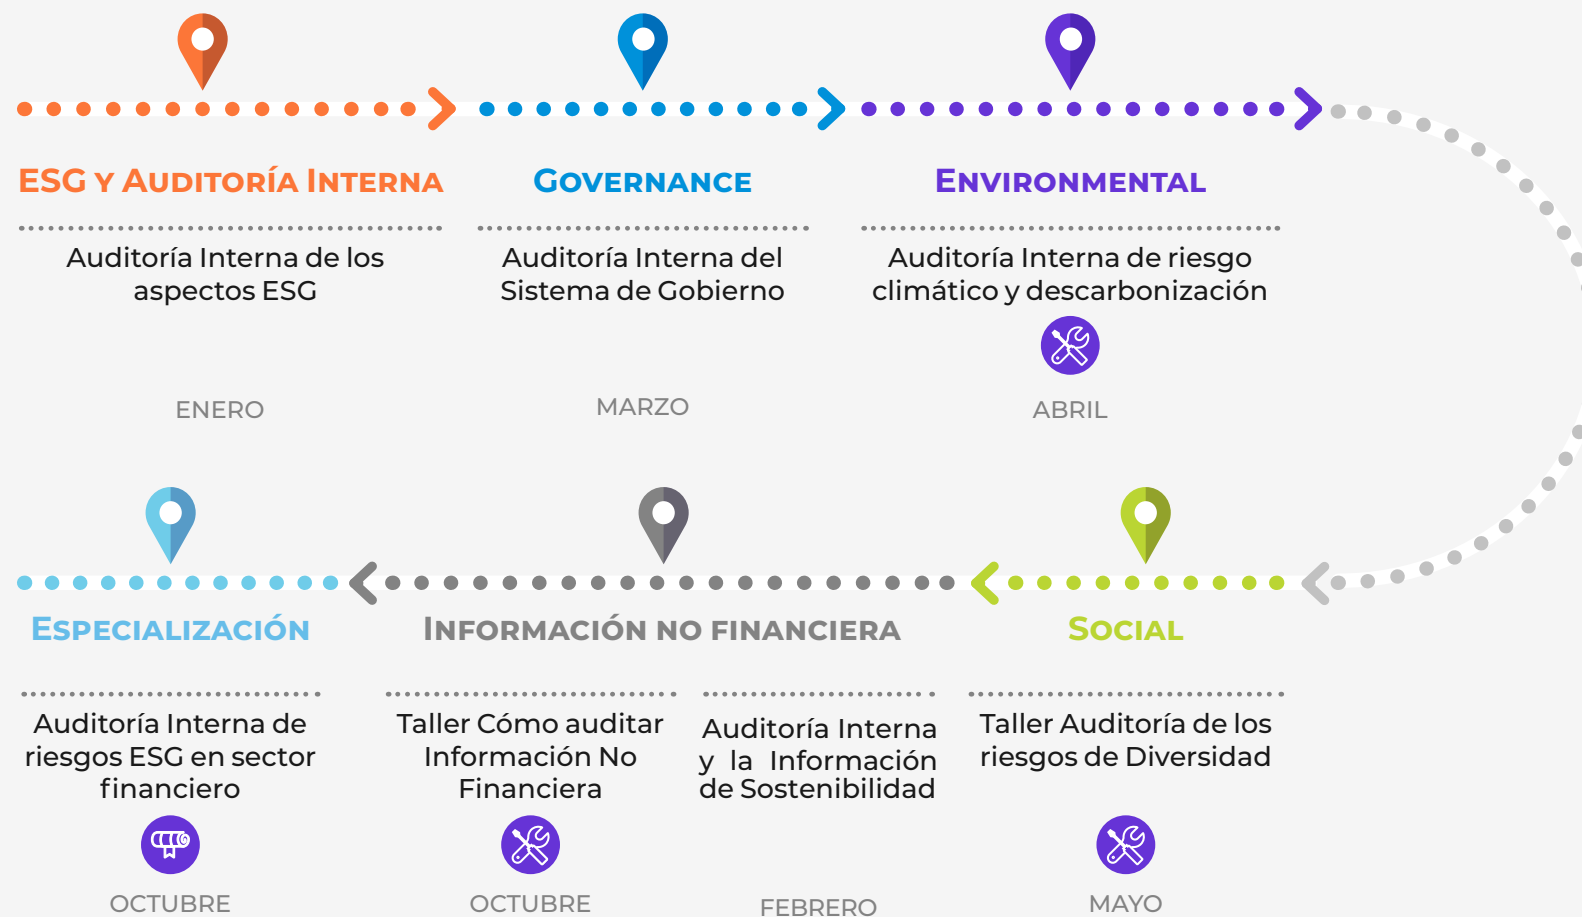 ESG y Auditoría Interna
Auditoría Interna de los
aspectos ESG
ENERO
Governance
Auditoría Interna del
Sistema de Gobierno
MARZO
Environmental
Auditoría Interna de riesgo
climático y descarbonización
ABRIL
Especialización
Auditoría Interna de
riesgos ESG en sector
financiero
OCTUBRE
Información no financiera
Taller Cómo auditar
Información No
Financiera
OCTUBRE
Auditoría Interna
y la Información
de Sostenibilidad
FEBRERO
Social
Taller Auditoría de los
riesgos de Diversidad
MAYO